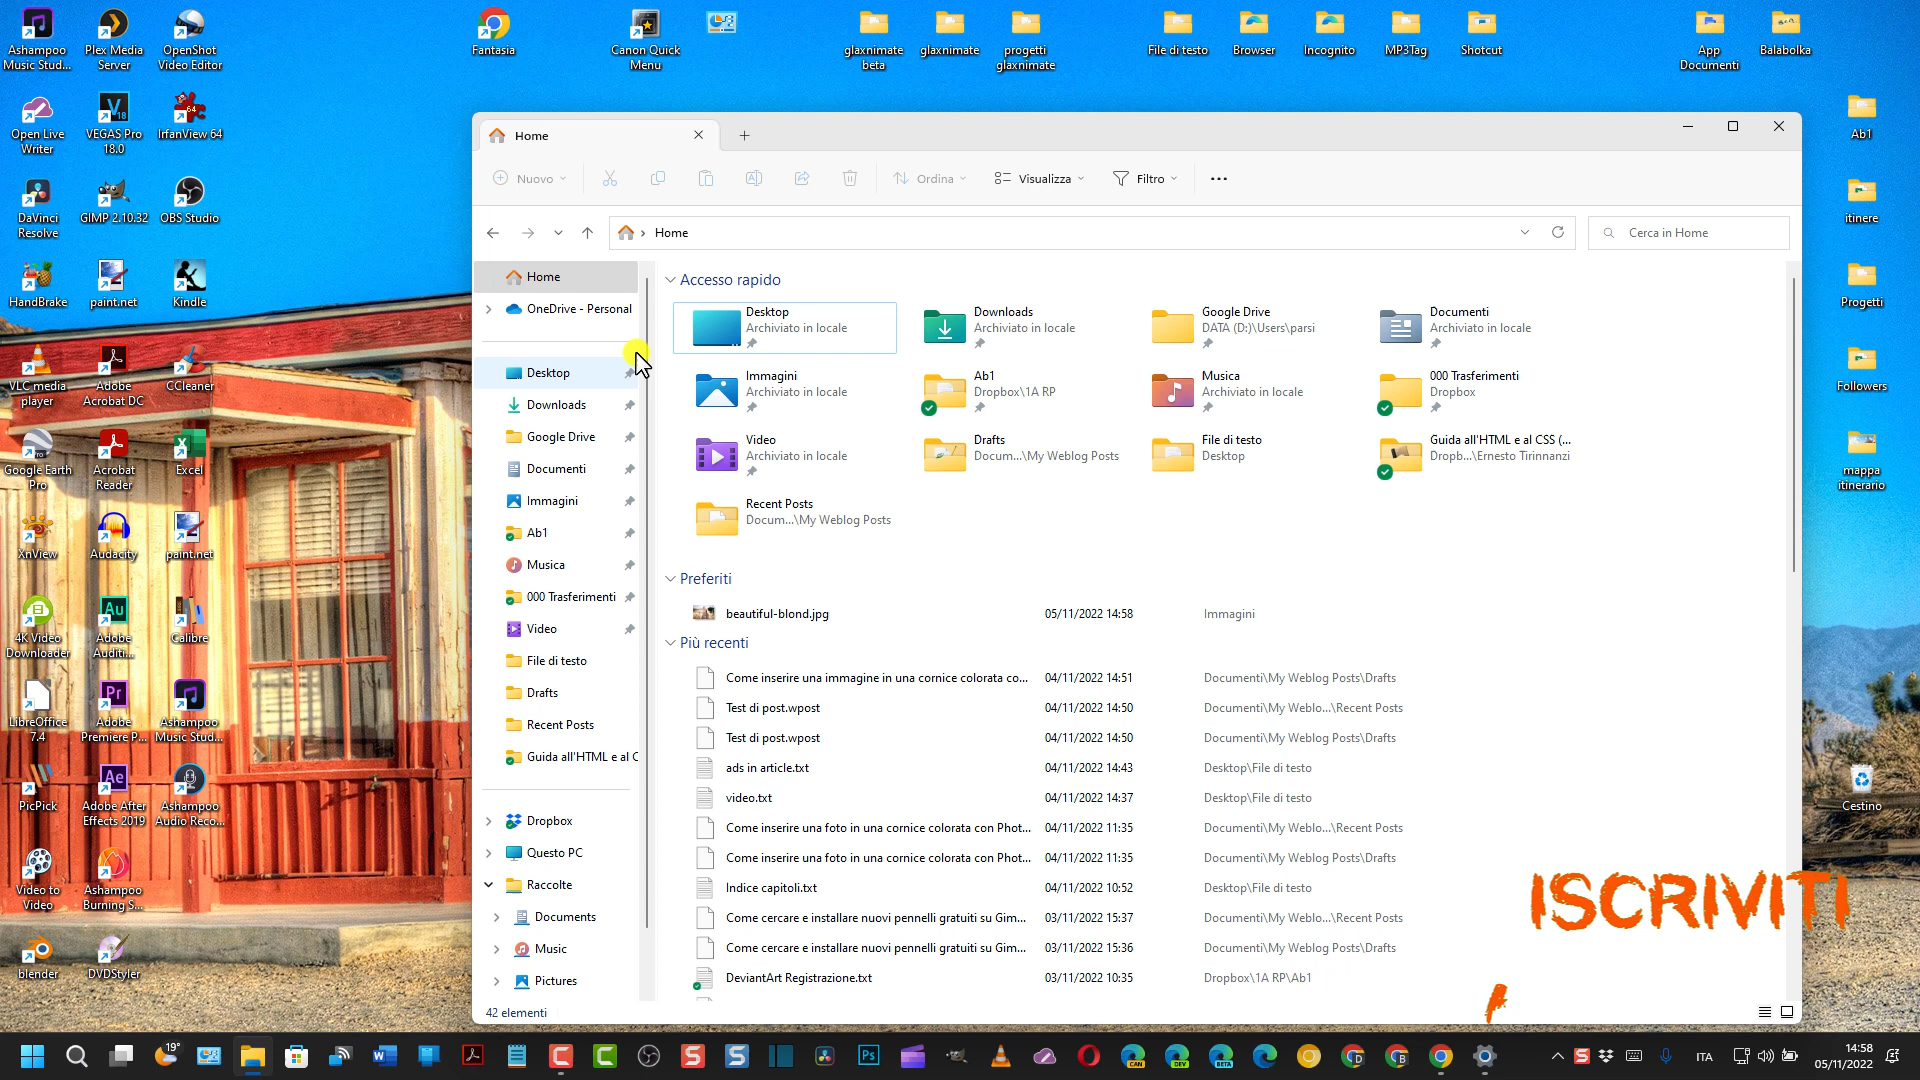 Ashampoo
Music Stud...
Plex Media
Server
OpenShot
Video Editor
Fantasia
Canon Quick
Menu
glaxnimate
beta
glaxnimate
progetti
glaxnimate
File di testo
Browser
Incognito
MP3Tag
Shotcut
App
Documenti
Balabolka
Open Live
Writer
VEGAS Pro
18.0
IrfanView 64
Ab1
DaVinci
Resolve
GIMP 2.10.32
OBS Studio
itinere
HandBrake
paint.net
Kindle
Progetti
VLC media
player
Adobe
Acrobat DC
CCleaner
Followers
Google Earth
Pro
Acrobat
Reader
Excel
mappa
itinerario
XnView
Audacity
paint.net
4K Video
Downloader
Adobe
Auditi...
Calibre
LibreOffice
7.4
Adobe
Premiere P...
Ashampoo
Music Stud...
PicPick
Adobe After
Effects 2019
Ashampoo
Audio Reco...
Cestino
Video to
Video
Ashampoo
Burning S...
blender
DVDStyler
Home
Nuovo
Ordina
Visualizza
Filtro
Home
Cerca in Home
Home
OneDrive - Personal
Desktop
Downloads
Google Drive
Documenti
Immagini
Ab1
Musica
000 Trasferimenti
Video
File di testo
Drafts
Recent Posts
Guida all'HTML e al C
Dropbox
Questo PC
Raccolte
Documents
Music
Pictures
Accesso rapido
Desktop
Archiviato in locale
Downloads
Archiviato in locale
Google Drive
DATA (D:)\Users\parsi
Documenti
Archiviato in locale
Immagini
Archiviato in locale
Ab1
Dropbox\1A RP
Musica
Archiviato in locale
000 Trasferimenti
Dropbox
Video
Archiviato in locale
Drafts
Docum...\My Weblog Posts
File di testo
Desktop
Guida all'HTML e al CSS (...
Dropb...\Ernesto Tirinnanzi
Recent Posts
Docum...\My Weblog Posts
Preferiti
beautiful-blond.jpg 05/11/2022 14:58 Immagini
Più recenti
Come inserire una immagine in una cornice colorata co... 04/11/2022 14:51 Documenti\My Weblog Posts\Drafts
Test di post.wpost 04/11/2022 14:50 Documenti\My Weblo...\Recent Posts
Test di post.wpost 04/11/2022 14:50 Documenti\My Weblog Posts\Drafts
ads in article.txt 04/11/2022 14:43 Desktop\File di testo
video.txt 04/11/2022 14:37 Desktop\File di testo
Come inserire una foto in una cornice colorata con Phot... 04/11/2022 11:35 Documenti\My Weblo...\Recent Posts
Come inserire una foto in una cornice colorata con Phot... 04/11/2022 11:35 Documenti\My Weblog Posts\Drafts
Indice capitoli.txt 04/11/2022 10:52 Desktop\File di testo
Come cercare e installare nuovi pennelli gratuiti su Gim... 03/11/2022 15:37 Documenti\My Weblo...\Recent Posts
Come cercare e installare nuovi pennelli gratuiti su Gim... 03/11/2022 15:36 Documenti\My Weblog Posts\Drafts
DeviantArt Registrazione.txt 03/11/2022 10:35 Dropbox\1A RP\Ab1
42 elementi
ISCRIVITI
19°
ITA
14:58
05/11/2022